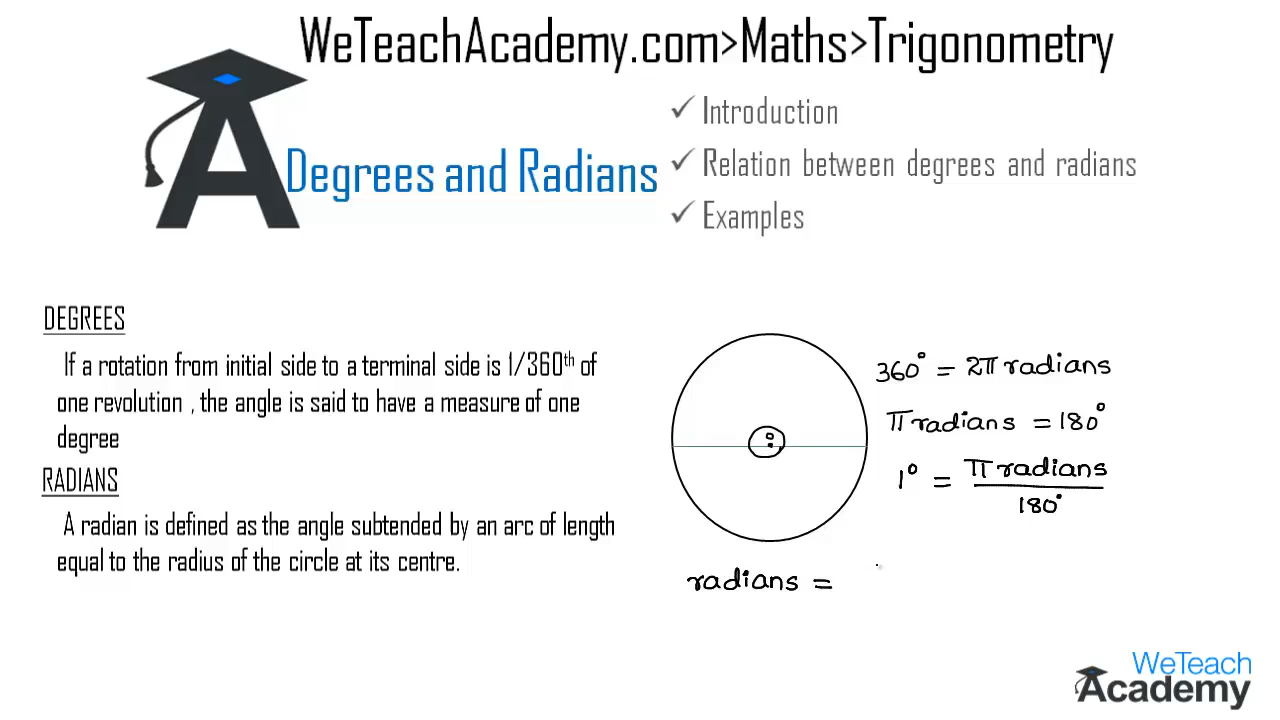 WeTeachAcademy.com>Maths>Trigonometry
✓ Introduction
Degrees and Radians
✓ Relation between degrees and radians
✓ Examples
DEGREES
If a rotation from initial side to a terminal side is 1/360th of
one revolution , the angle is said to have a measure of one
degree
RADIANS
A radian is defined as the angle subtended by an arc of length
equal to the radius of the circle at its centre.
360° = 2π radians
π radians = 180°
1° = π radians / 180°
radians =
WeTeach
Academy